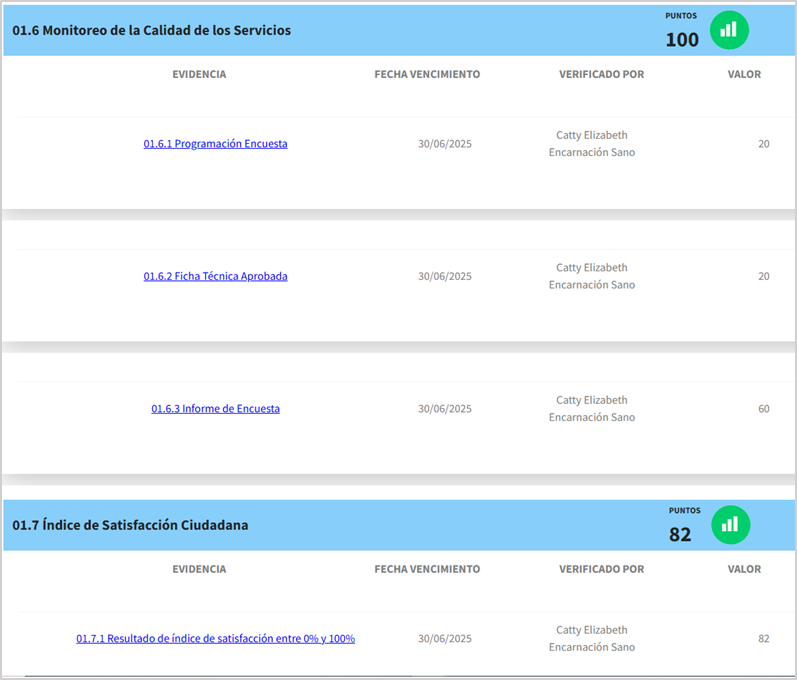 01.6 Monitoreo de la Calidad de los Servicios
PUNTOS
100
EVIDENCIA FECHA VENCIMIENTO VERIFICADO POR VALOR
01.6.1 Programación Encuesta 30/06/2025 Catty Elizabeth 20
Encarnación Sano
01.6.2 Ficha Técnica Aprobada 30/06/2025 Catty Elizabeth 20
Encarnación Sano
01.6.3 Informe de Encuesta 30/06/2025 Catty Elizabeth 60
Encarnación Sano
01.7 Índice de Satisfacción Ciudadana
PUNTOS
82
EVIDENCIA FECHA VENCIMIENTO VERIFICADO POR VALOR
01.7.1 Resultado de índice de satisfacción entre 0% y 100% 30/06/2025 Catty Elizabeth 82
Encarnación Sano